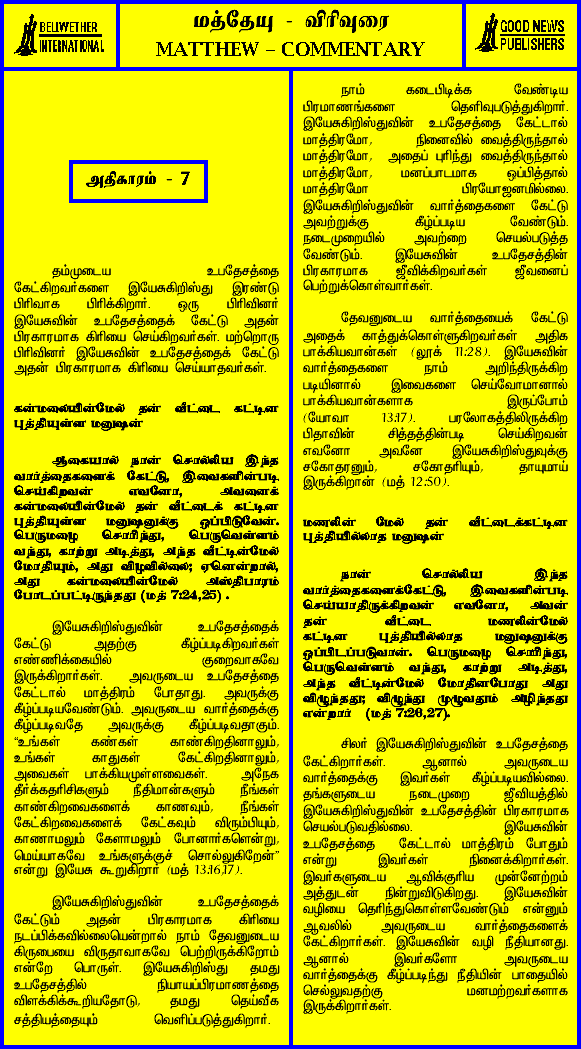 BELIWETHER
INTERNATIONAL
மத்தேயு - விரிவுரை
MATTHEW – COMMENTARY
GOOD NEWS
PUBLISHERS
அதிகாரம் - 7
தம்முடைய உபதேசத்தை
கேட்கிறவர்களை இயேசுகிறிஸ்து இரண்டு
பிரிவாக பிரிக்கிறார். ஒரு பிரிவினர்
இயேசுவின் உபதேசத்தைக் கேட்டு அதன்
பிரகாரமாக கிரியை செய்கிறவர்கள். மற்றொரு
பிரிவினர் இயேசுவின் உபதேசத்தைக் கேட்டு
அதன் பிரகாரமாக கிரியை செய்யாதவர்கள்.
கன்மலையின்மேல் தன் வீட்டை கட்டின
புத்தியுள்ள மனுஷன்
ஆகையால் நான் சொல்லிய இந்த
வார்த்தைகளைக் கேட்டு, இவைகளின்படி
செய்கிறவன் எவனோ, அவனைக்
கன்மலையின்மேல் தன் வீட்டைக் கட்டின
புத்தியுள்ள மனுஷனுக்கு ஒப்பிடுவேன்.
பெருமழை சொரிந்து, பெருவெள்ளம்
வந்து, காற்று அடித்து, அந்த வீட்டின்மேல்
மோதியும், அது விழவில்லை; ஏனென்றால்,
அது கன்மலையின்மேல் அஸ்திபாரம்
போடப்பட்டிருந்தது (மத் 7:24,25) .
இயேசுகிறிஸ்துவின் உபதேசத்தைக்
கேட்டு அதற்கு கீழ்ப்படிகிறவர்கள்
எண்ணிக்கையில் குறைவாகவே
இருக்கிறார்கள். அவருடைய உபதேசத்தை
கேட்டால் மாத்திரம் போதாது. அவருக்கு
கீழ்ப்படியவேண்டும். அவருடைய வார்த்தைக்கு
கீழ்ப்படிவதே அவருக்கு கீழ்ப்படிவதாகும்.
“உங்கள் கண்கள் காண்கிறதினாலும்,
உங்கள் காதுகள் கேட்கிறதினாலும்,
அவைகள் பாக்கியமுள்ளவைகள். அநேக
தீர்க்கதரிசிகளும் நீதிமான்களும் நீங்கள்
காண்கிறவைகளைக் காணவும், நீங்கள்
கேட்கிறவைகளைக் கேட்கவும் விரும்பியும்,
காணாமலும் கேளாமலும் போனார்களென்று,
மெய்யாகவே உங்களுக்குச் சொல்லுகிறேன்”
என்று இயேசு கூறுகிறார் (மத் 13:16,17).
இயேசுகிறிஸ்துவின் உபதேசத்தைக்
கேட்டும் அதன் பிரகாரமாக கிரியை
நடப்பிக்கவில்லையென்றால் நாம் தேவனுடைய
கிருபையை விருதாவாகவே பெற்றிருக்கிறோம்
என்றே பொருள். இயேசுகிறிஸ்து தமது
உபதேசத்தில் நியாயப்பிரமாணத்தை
விளக்கிக்கூறியதோடு, தமது தெய்வீக
சத்தியத்தையும் வெளிப்படுத்துகிறார்.
நாம் கடைபிடிக்க வேண்டிய
பிரமாணங்களை தெளிவுபடுத்துகிறார்.
இயேசுகிறிஸ்துவின் உபதேசத்தை கேட்டால்
மாத்திரமோ, நினைவில் வைத்திருந்தால்
மாத்திரமோ, அதைப் புரிந்து வைத்திருந்தால்
மாத்திரமோ, மனப்பாடமாக ஒப்பித்தால்
மாத்திரமோ பிரயோஜனமில்லை.
இயேசுகிறிஸ்துவின் வார்த்தைகளை கேட்டு
அவற்றுக்கு கீழ்ப்படிய வேண்டும்.
நடைமுறையில் அவற்றை செயல்படுத்த
வேண்டும். இயேசுவின் உபதேசத்தின்
பிரகாரமாக ஜீவிக்கிறவர்கள் ஜீவனைப்
பெற்றுக்கொள்வார்கள்.
தேவனுடைய வார்த்தையைக் கேட்டு
அதைக் காத்துக்கொள்ளுகிறவர்கள் அதிக
பாக்கியவான்கள் (லூக் 11:28). இயேசுவின்
வார்த்தைகளை நாம் அறிந்திருக்கிற
படியினால் இவைகளை செய்வோமானால்
பாக்கியவான்களாக இருப்போம்
(யோவா 13:17). பரலோகத்திலிருக்கிற
பிதாவின் சித்தத்தின்படி செய்கிறவன்
எவனோ அவனே இயேசுகிறிஸ்துவுக்கு
சகோதரனும், சகோதரியும், தாயுமாய்
இருக்கிறான் (மத் 12:50).
மணலின் மேல் தன் வீட்டைக்கட்டின
புத்தியில்லாத மனுஷன்
நான் சொல்லிய இந்த
வார்த்தைகளைக்கேட்டு, இவைகளின்படி
செய்யாதிருக்கிறவன் எவனோ, அவன்
தன் வீட்டை மணலின்மேல்
கட்டின புத்தியில்லாத மனுஷனுக்கு
ஒப்பிடப்படுவான். பெருமழை சொரிந்து,
பெருவெள்ளம் வந்து, காற்று அடித்து,
அந்த வீட்டின்மேல் மோதினபோது அது
விழுந்தது; விழுந்து முழுவதும் அழிந்தது
என்றார் (மத் 7:26,27).
சிலர் இயேசுகிறிஸ்துவின் உபதேசத்தை
கேட்கிறார்கள். ஆனால் அவருடைய
வார்த்தைக்கு இவர்கள் கீழ்ப்படியவில்லை.
தங்களுடைய நடைமுறை ஜீவியத்தில்
இயேசுகிறிஸ்துவின் உபதேசத்தின் பிரகாரமாக
செயல்படுவதில்லை. இயேசுவின்
உபதேசத்தை கேட்டால் மாத்திரம் போதும்
என்று இவர்கள் நினைக்கிறார்கள்.
இவர்களுடைய ஆவிக்குரிய முன்னேற்றம்
அத்துடன் நின்றுவிடுகிறது. இயேசுவின்
வழியை தெரிந்துகொள்ளவேண்டும் என்னும்
ஆவலில் அவருடைய வார்த்தைகளைக்
கேட்கிறார்கள். இயேசுவின் வழி நீதியானது.
ஆனால் இவர்களோ அவருடைய
வார்த்தைக்கு கீழ்ப்படிந்து நீதியின் பாதையில்
செல்லுவதற்கு மனமற்றவர்களாக
இருக்கிறார்கள்.